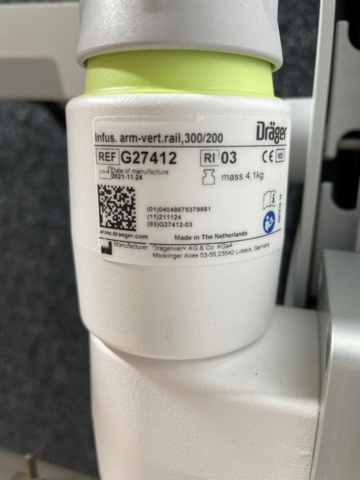 Infus. arm-vert.rail,300/200
Dräger
REF G27412 RI 03 CE MD
Date of manufacture
2021-11-24
mass 4.1kg
(01)04048675379861
(11)211124
(93)G27412-03
www.draeger.com Made in The Netherlands
Manufacturer Drägerwerk AG & Co. KGaA
Moislinger Allee 53-55,23542 Lübeck, Germany